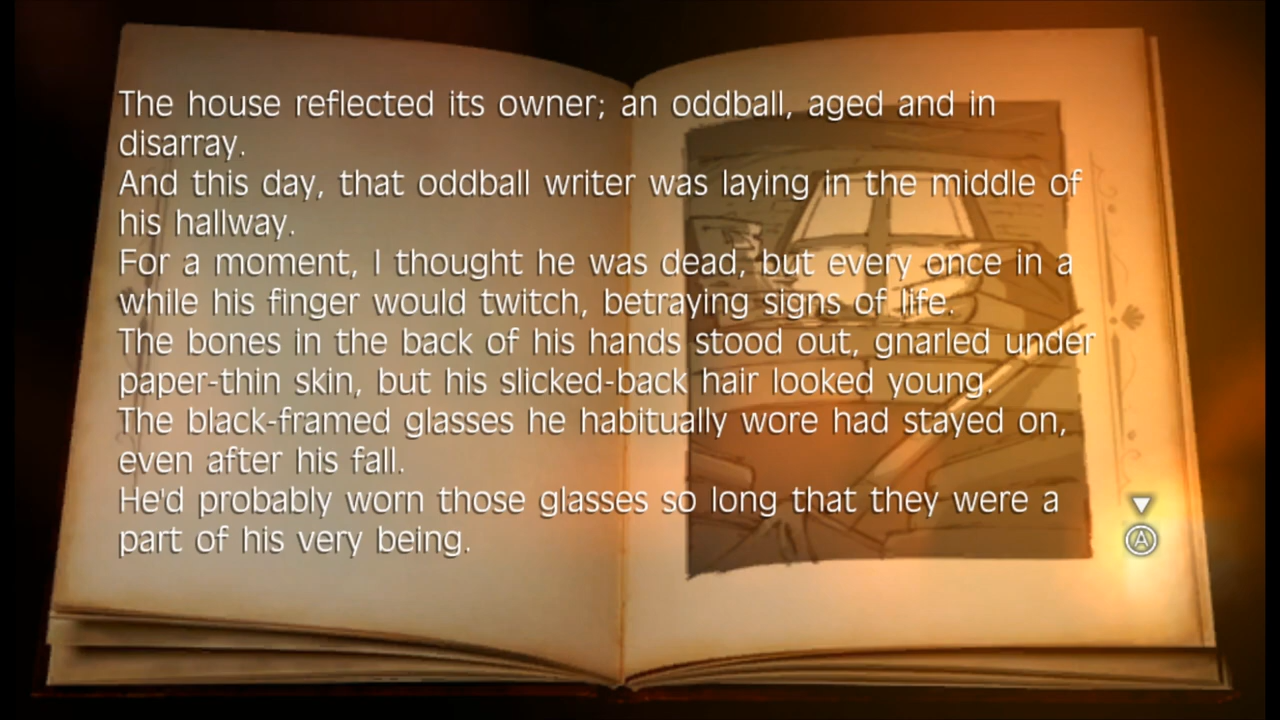 The house reflected its owner; an oddball, aged and in
disarray.
And this day, that oddball writer was laying in the middle of
his hallway.
For a moment, I thought he was dead, but every once in a
while his finger would twitch, betraying signs of life.
The bones in the back of his hands stood out, gnarled under
paper-thin skin, but his slicked-back hair looked young.
The black-framed glasses he habitually wore had stayed on,
even after his fall.
He'd probably worn those glasses so long that they were a
part of his very being.
A